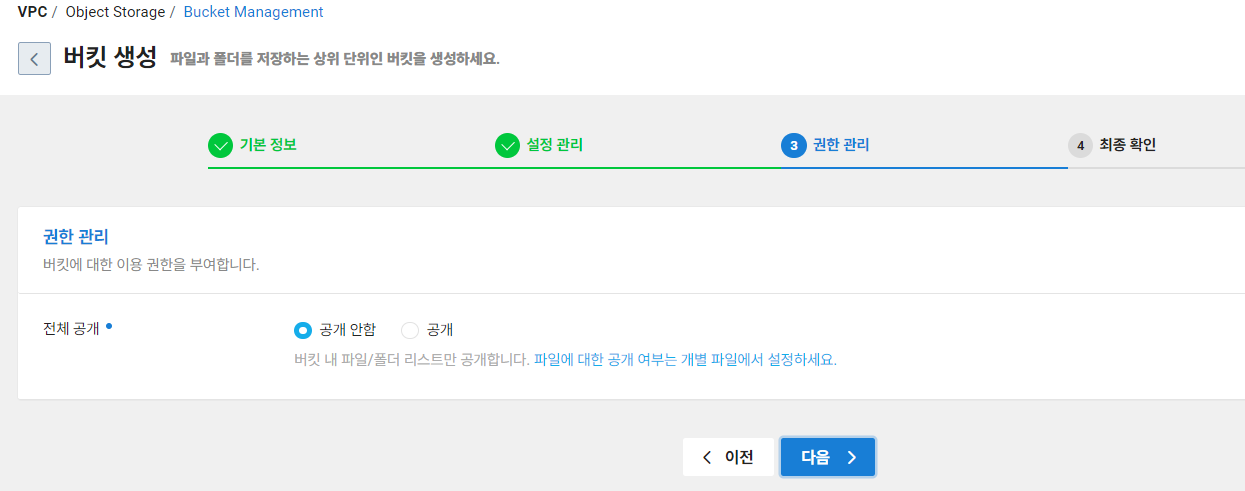 VPC / Object Storage / Bucket Management
버킷 생성 파일과 폴더를 저장하는 상위 단위인 버킷을 생성하세요.
기본 정보 설정 관리 3 권한 관리 4 최종 확인
권한 관리
버킷에 대한 이용 권한을 부여합니다.
전체 공개 공개 안함 공개
버킷 내 파일/폴더 리스트만 공개합니다. 파일에 대한 공개 여부는 개별 파일에서 설정하세요.
이전 다음